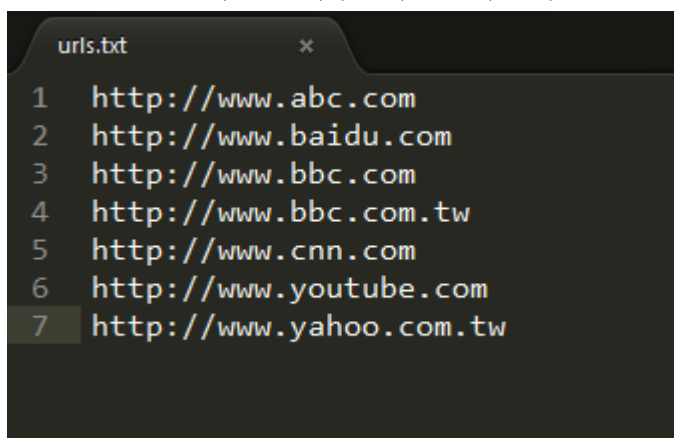 urls.txt ×
1 http://www.abc.com
2 http://www.baidu.com
3 http://www.bbc.com
4 http://www.bbc.com.tw
5 http://www.cnn.com
6 http://www.youtube.com
7 http://www.yahoo.com.tw